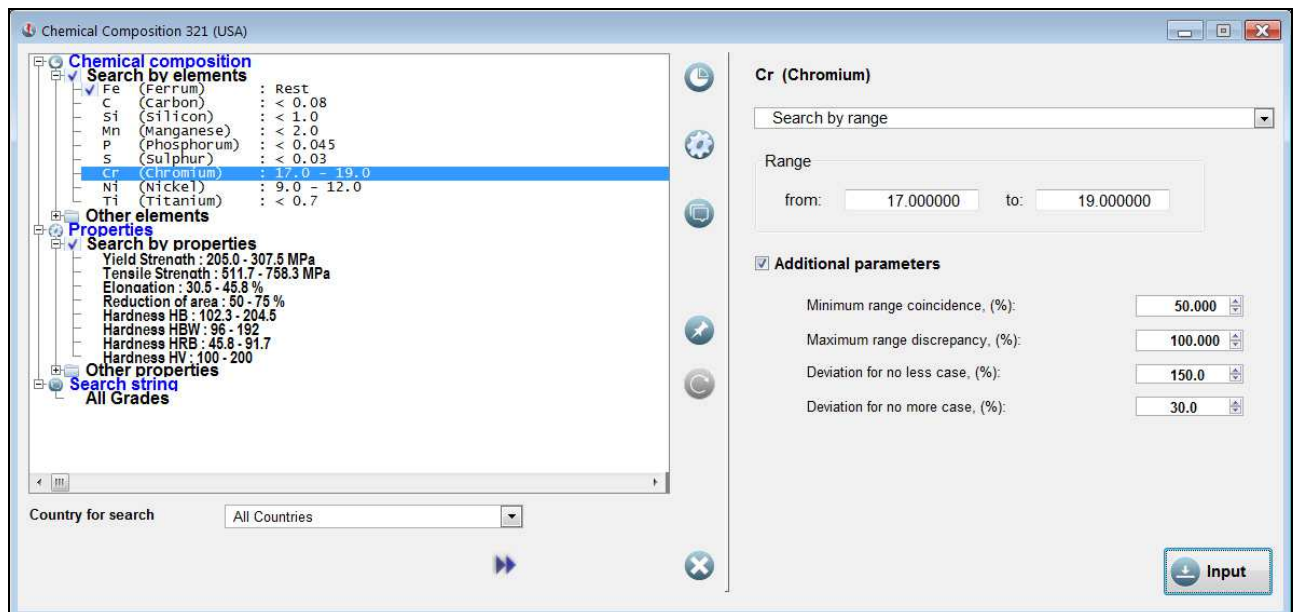 Chemical Composition 321 (USA)
Chemical composition
Search by elements
Fe (Ferrum) : Rest
C (Carbon) : < 0.08
Si (Silicon) : < 1.0
Mn (Manganese) : < 2.0
P (Phosphorum) : < 0.045
S (Sulphur) : < 0.03
Cr (Chromium) : 17.0 - 19.0
Ni (Nickel) : 9.0 - 12.0
Ti (Titanium) : < 0.7
Other elements
Properties
Search by properties
Yield Strength : 205.0 - 307.5 MPa
Tensile Strength : 511.7 - 758.3 MPa
Elongation : 30.5 - 45.8 %
Reduction of area : 50 - 75 %
Hardness HB : 102.3 - 204.5
Hardness HBW : 96 - 192
Hardness HRB : 45.8 - 91.7
Hardness HV : 100 - 200
Other properties
Search string
All Grades
Country for search All Countries
Cr (Chromium)
Search by range
Range
from: 17.000000 to: 19.000000
Additional parameters
Minimum range coincidence, (%): 50.000
Maximum range discrepancy, (%): 100.000
Deviation for no less case, (%): 150.0
Deviation for no more case, (%): 30.0
Input